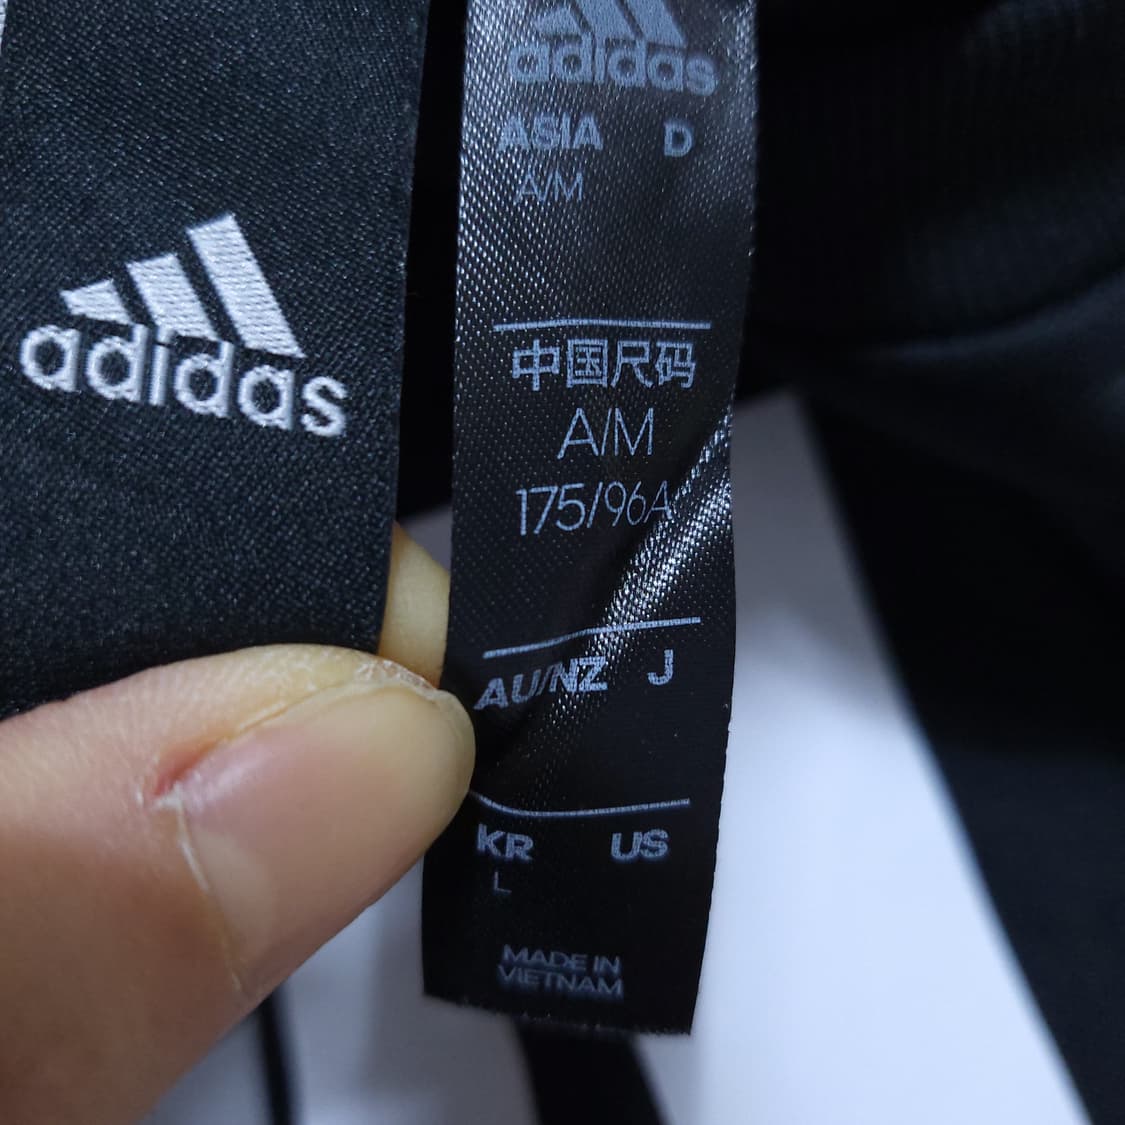 adidas
adidas
ASIA D
A/M
中国尺码
A/M
175/96A
AU/NZ J
KR US
L
MADE IN
VIETNAM